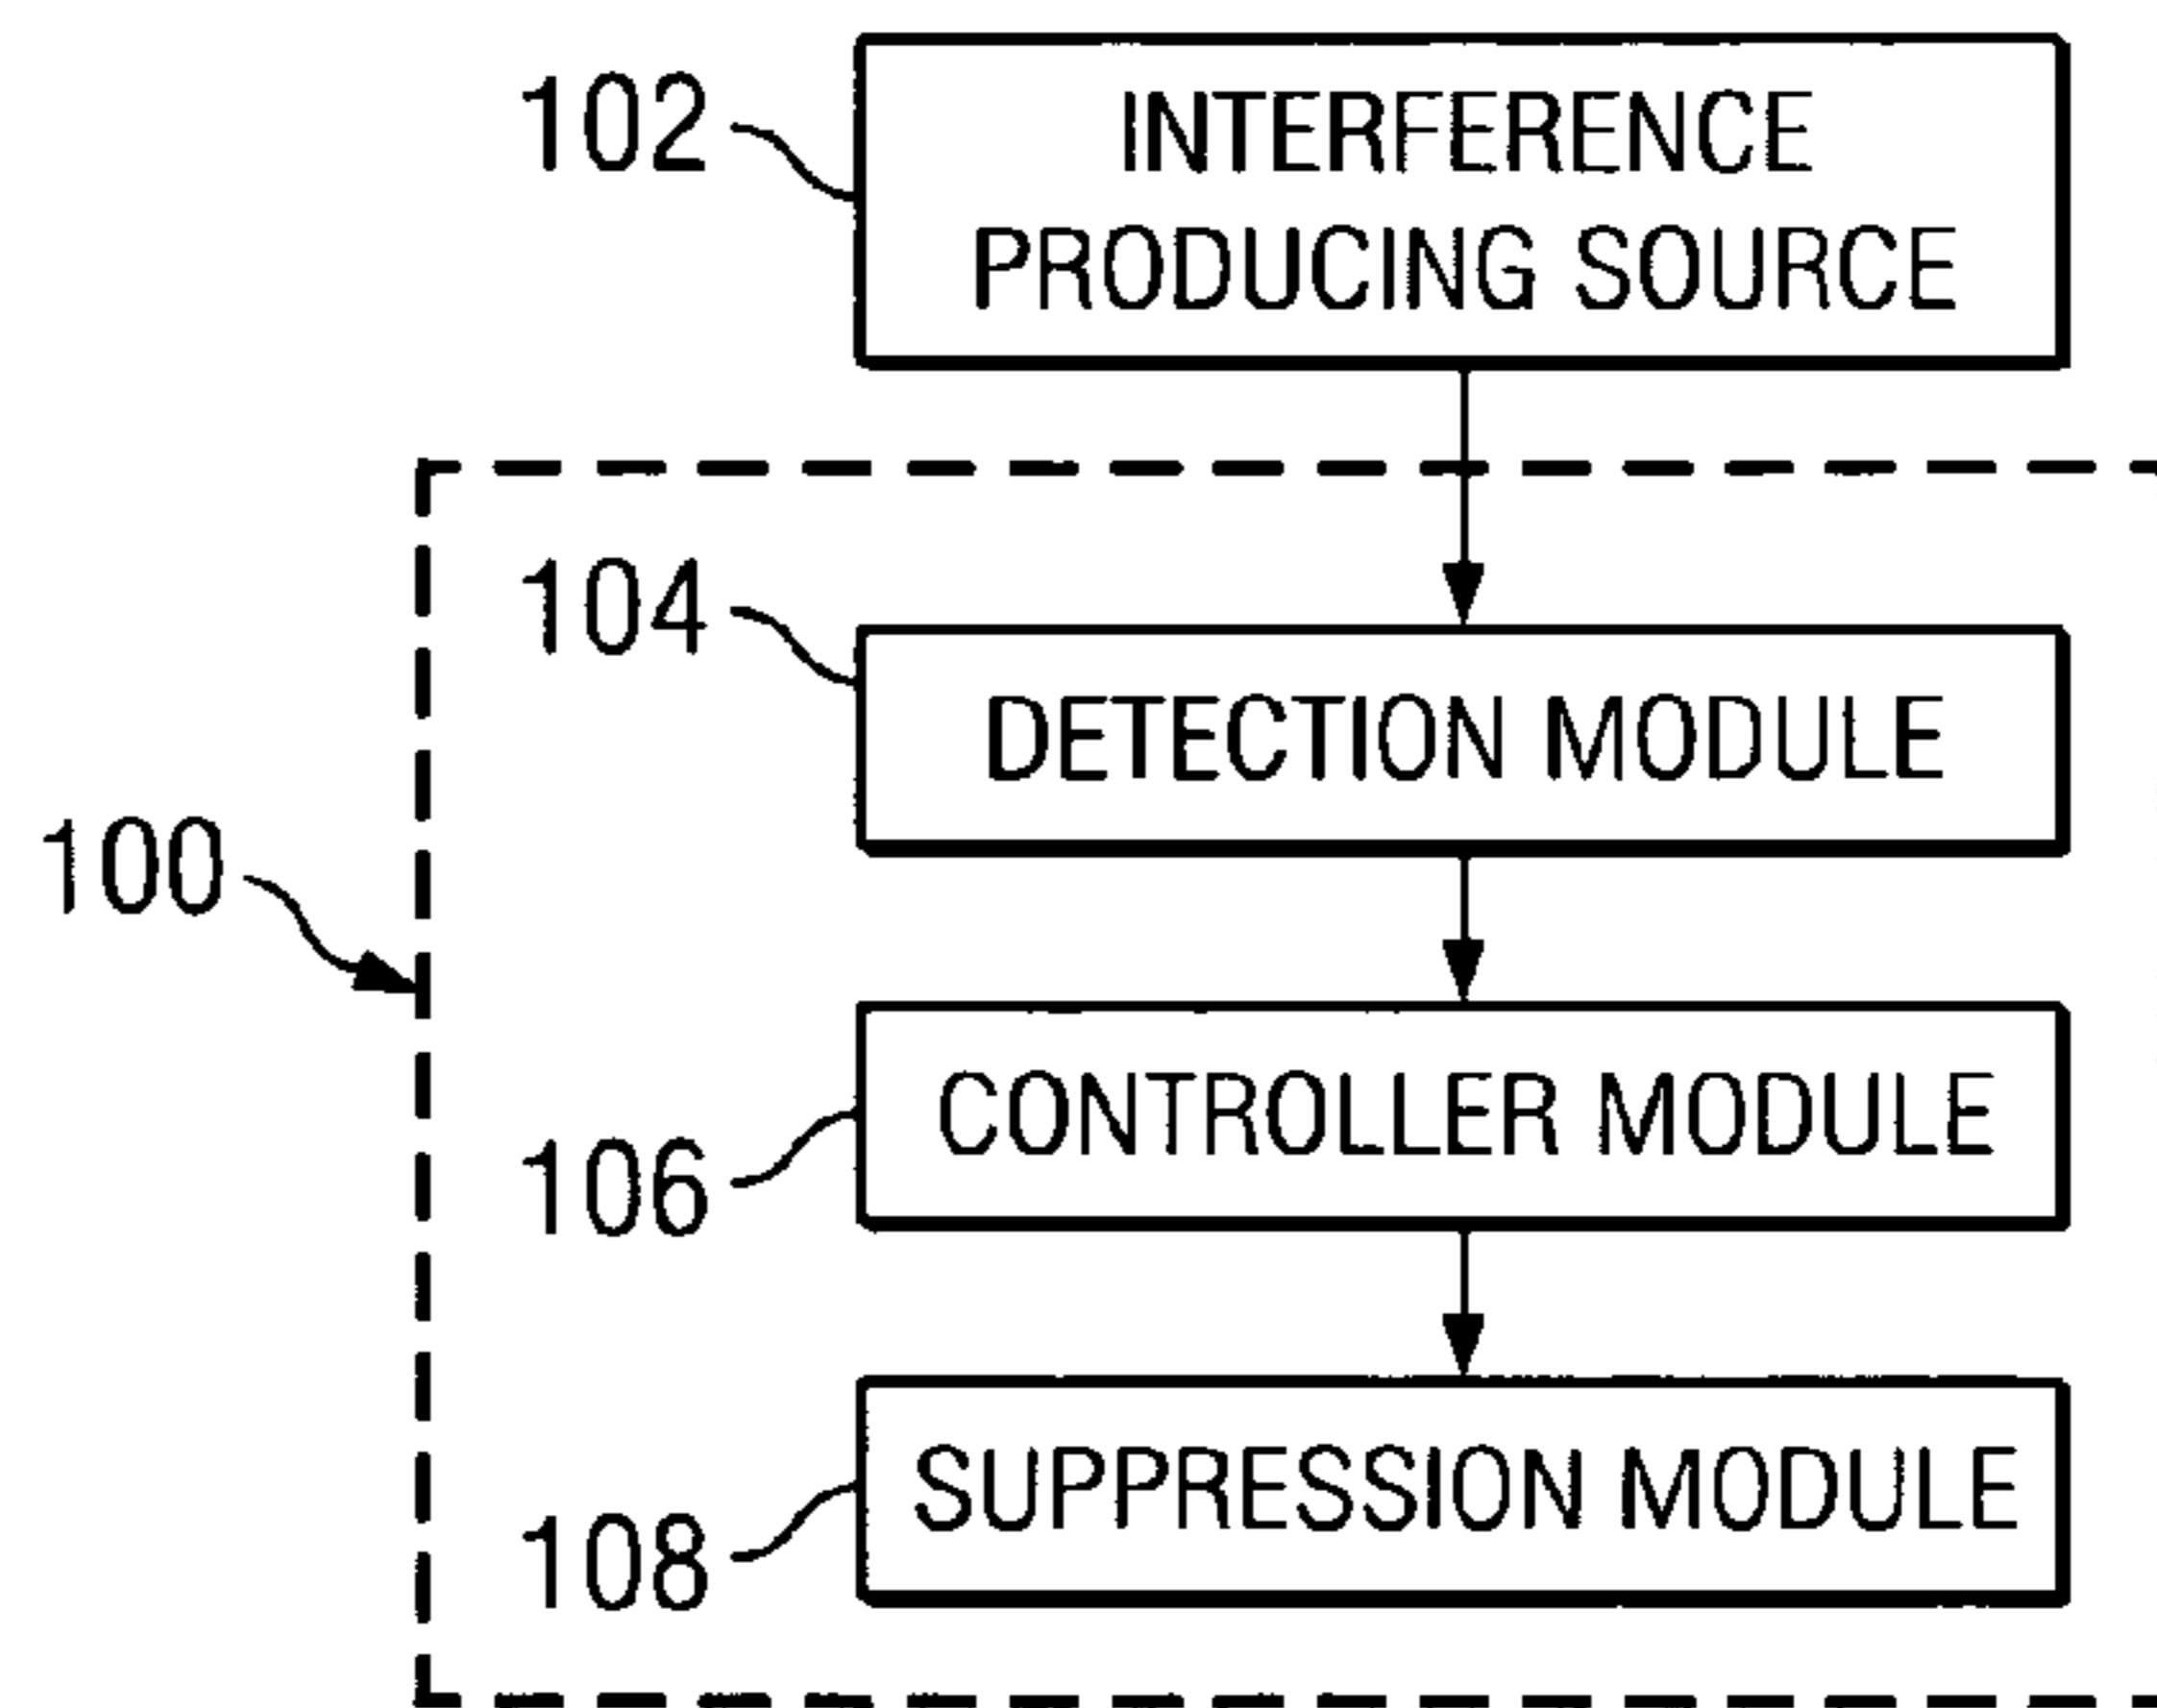 102
INTERFERENCE
PRODUCING SOURCE
104
DETECTION MODULE
100
CONTROLLER MODULE
106
SUPPRESSION MODULE
108